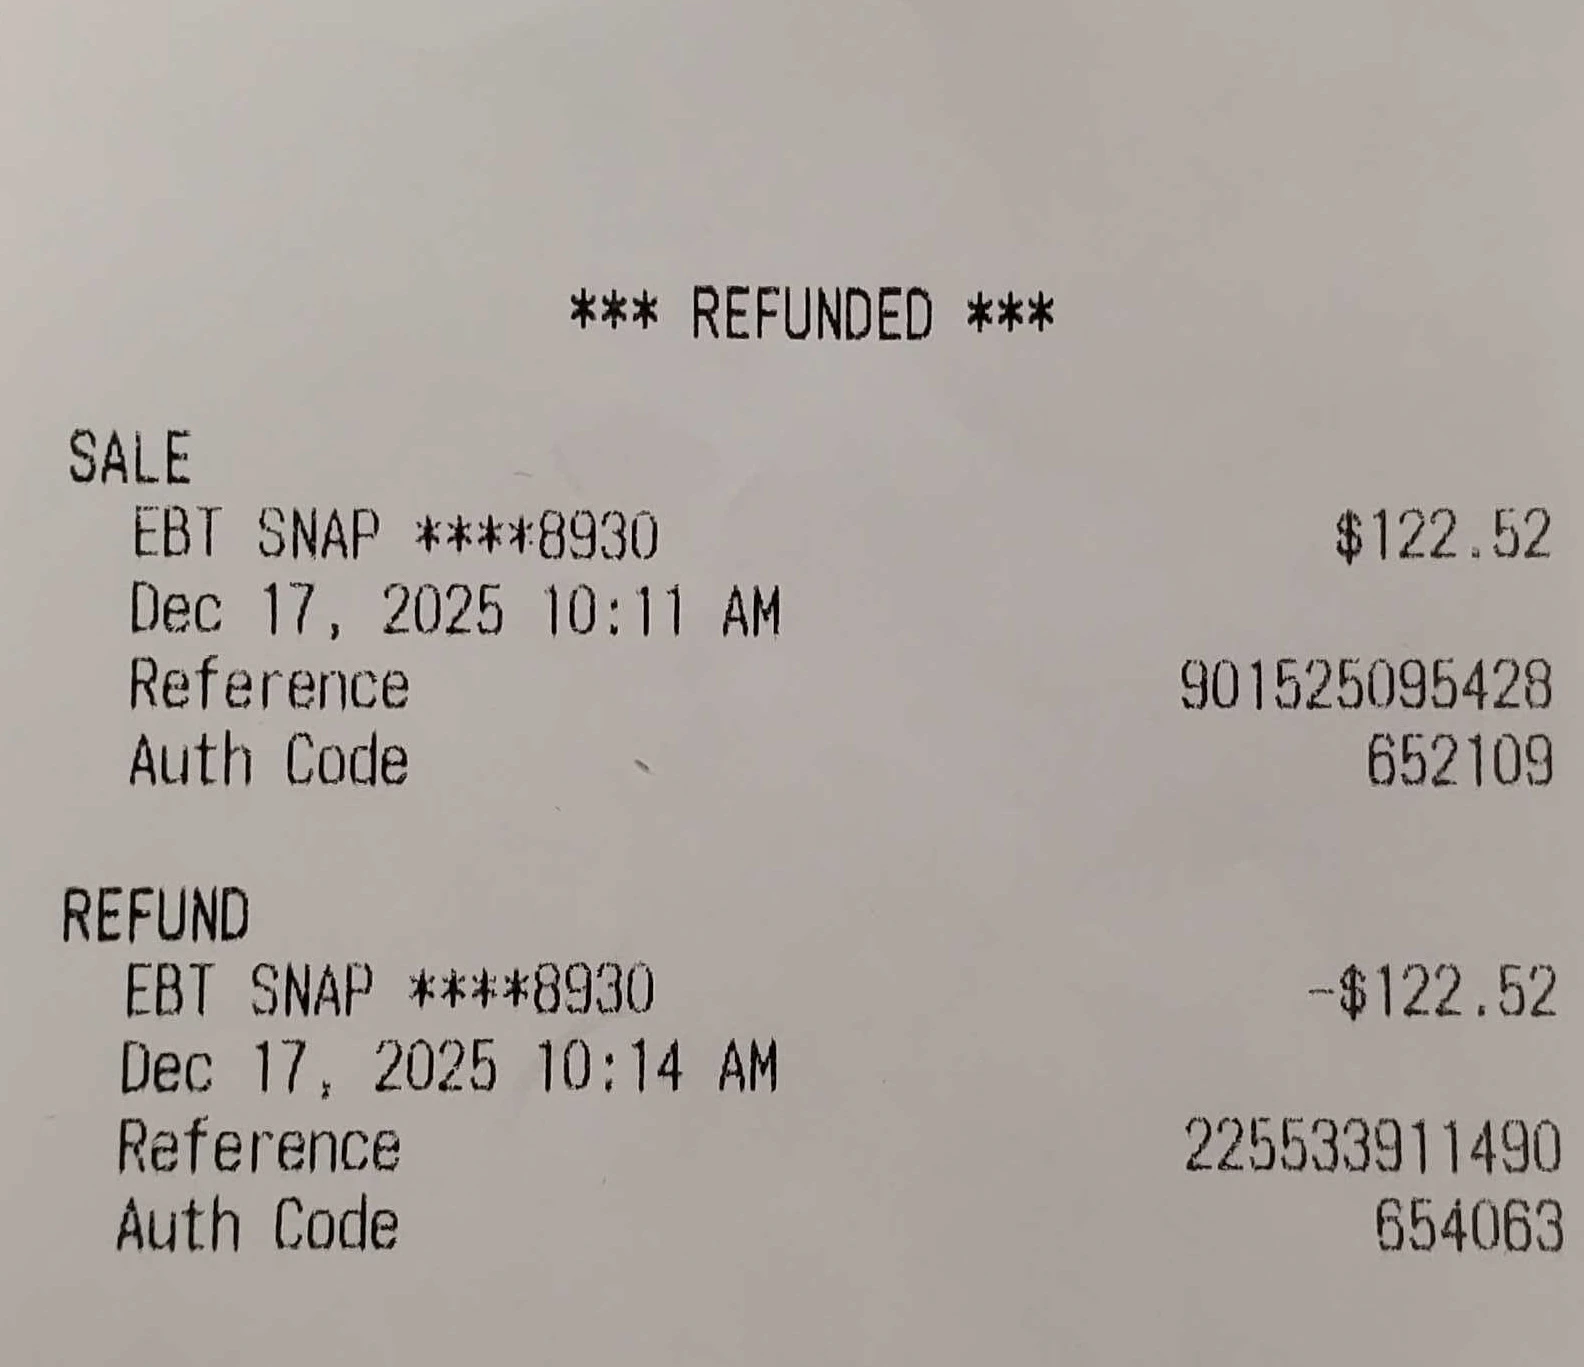 *** REFUNDED ***
SALE
EBT SNAP ****8930 $122.52
Dec 17, 2025 10:11 AM
Reference 901525095428
Auth Code 652109
REFUND
EBT SNAP ****8930 -$122.52
Dec 17, 2025 10:14 AM
Reference 225533911490
Auth Code 654063